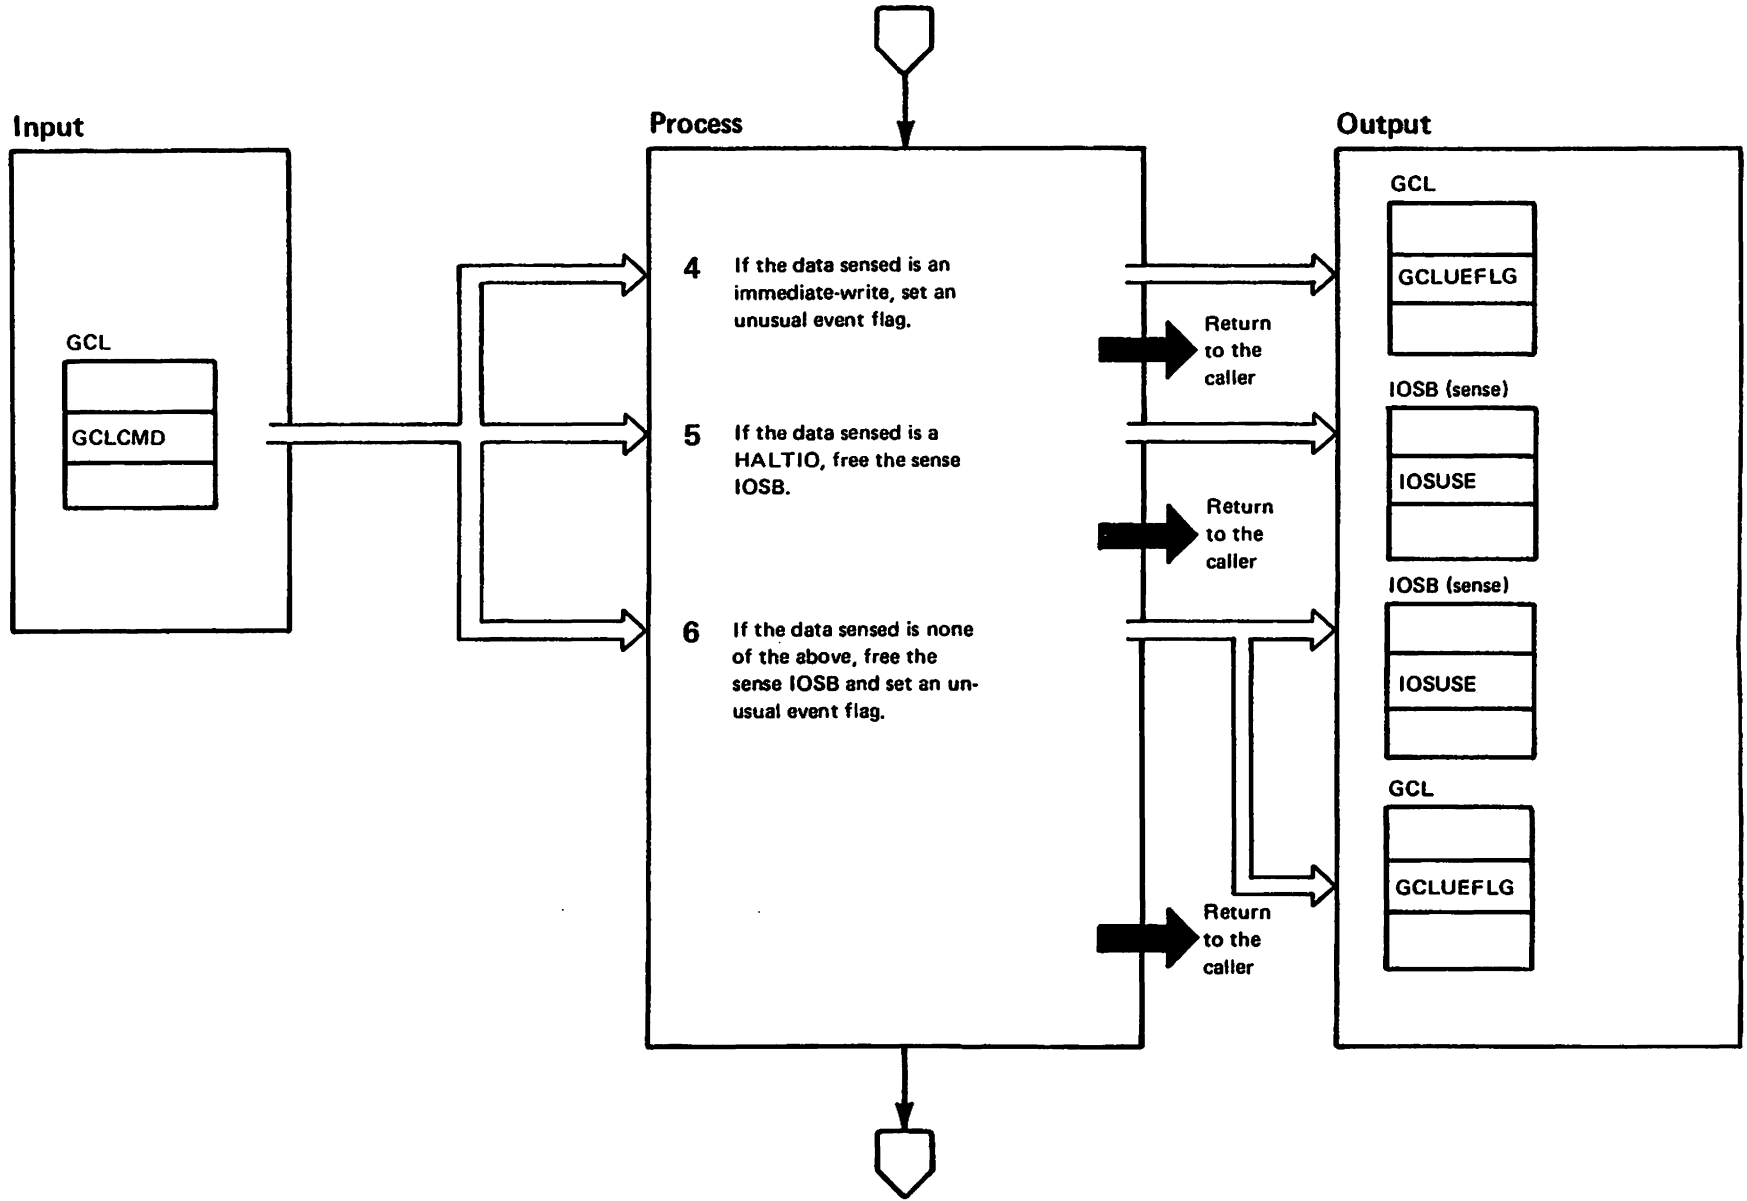 Input
Process
Output
GCL
GCLCMD
4 If the data sensed is an
immediate-write, set an
unusual event flag.
Return
to the
caller
5 If the data sensed is a
HALTIO, free the sense
IOSB.
Return
to the
caller
6 If the data sensed is none
of the above, free the
sense IOSB and set an un-
usual event flag.
Return
to the
caller
GCL
GCLUEFLG
IOSB (sense)
IOSUSE
IOSB (sense)
IOSUSE
GCL
GCLUEFLG